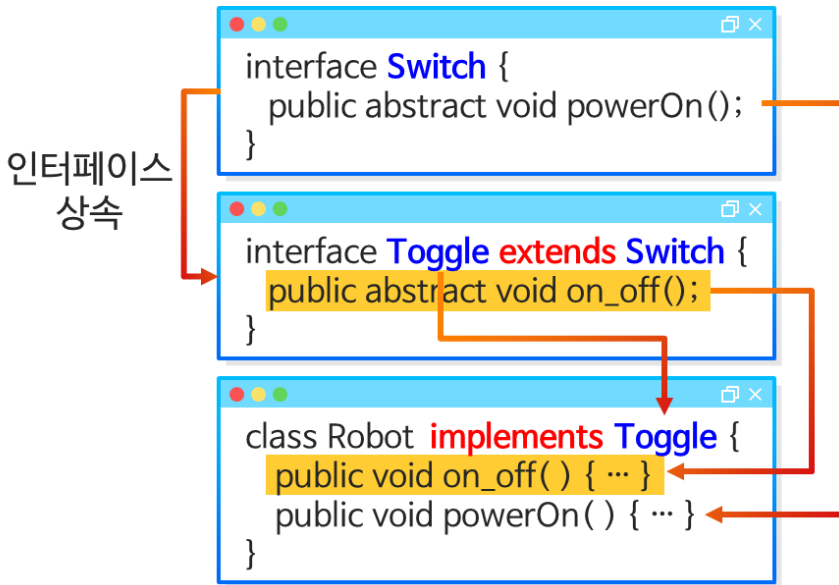 interface Switch {
public abstract void powerOn();
}
인터페이스
상속
interface Toggle extends Switch {
public abstract void on_off();
}
class Robot implements Toggle {
public void on_off( ) { ··· }
public void powerOn( ) { ··· }
}